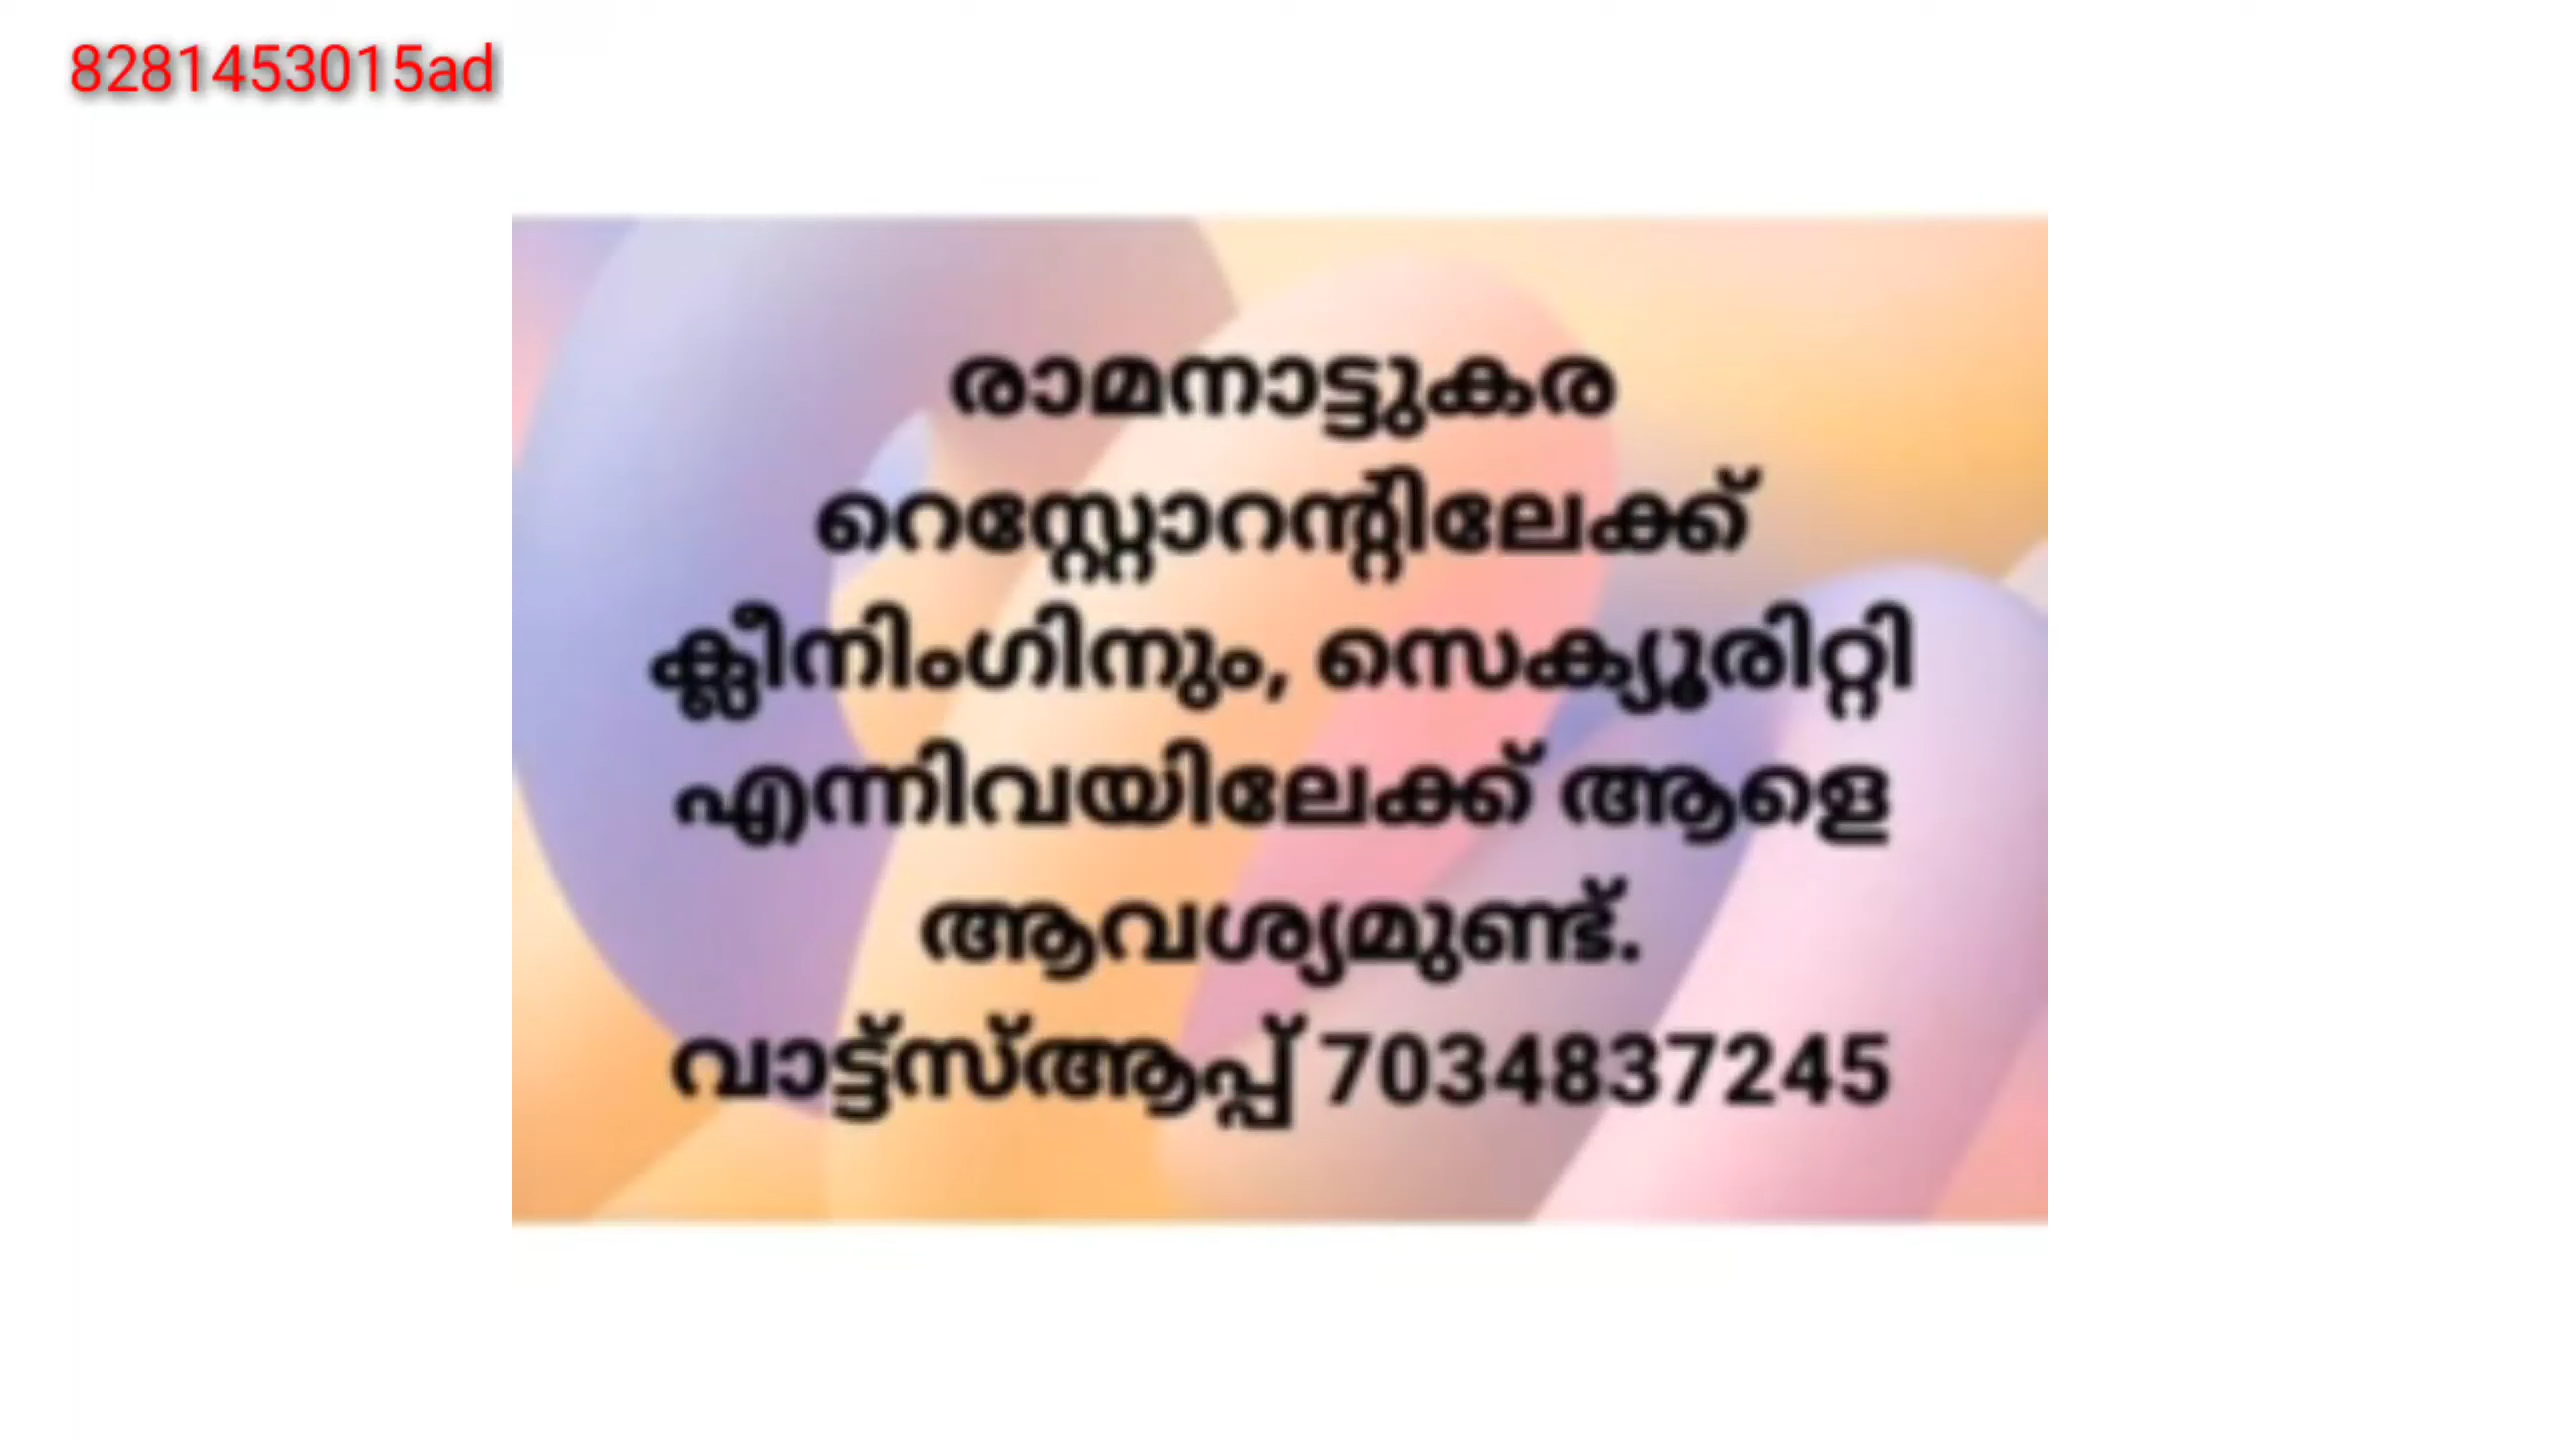 8281453015ad
രാമനാട്ടുകര
റെസ്റ്റോറന്റിലേക്ക്
ക്ലീനിംഗിനും, സെക്യൂരിറ്റി
എന്നിവയിലേക്ക് ആളെ
ആവശ്യമുണ്ട്.
വാട്ട്സ്ആപ്പ് 7034837245